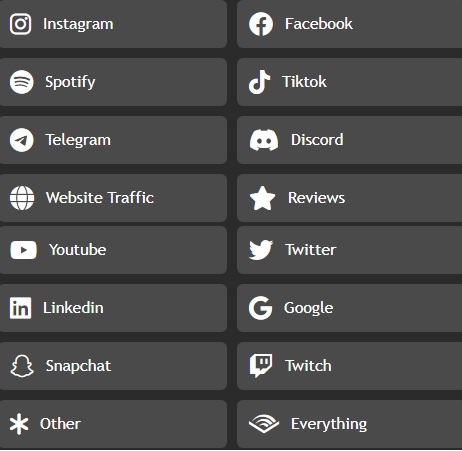 Instagram
Facebook
Spotify
Tiktok
Telegram
Discord
Website Traffic
Reviews
Youtube
Twitter
Linkedin
Google
Snapchat
Twitch
Other
Everything